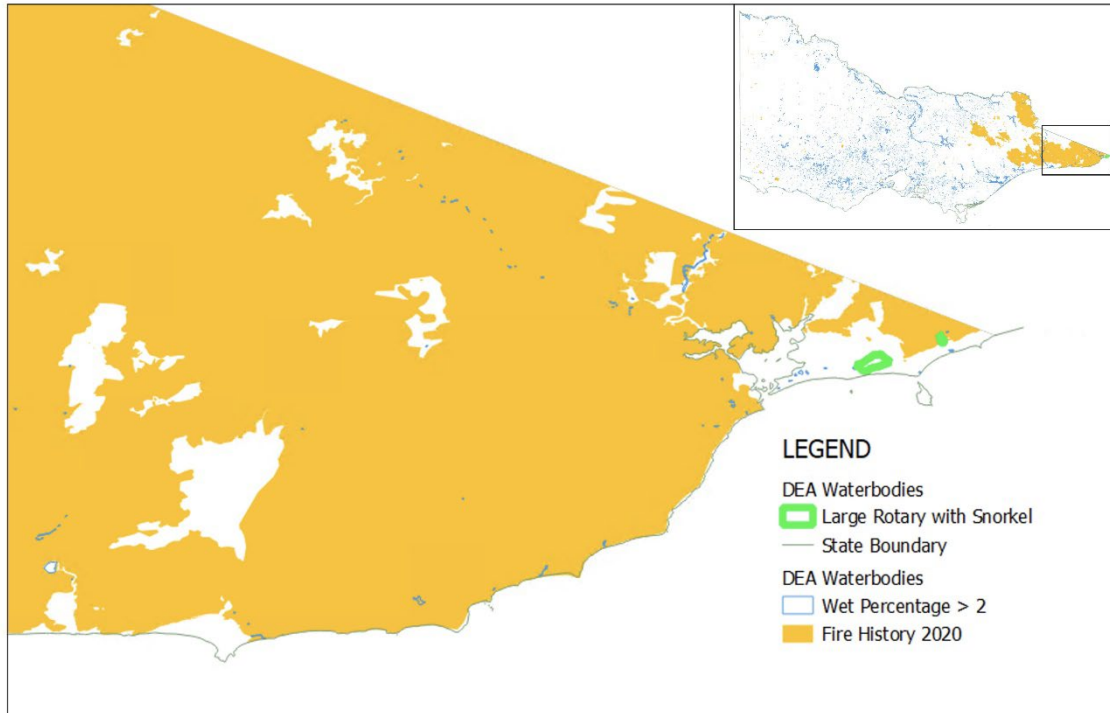 LEGEND
DEA Waterbodies
Large Rotary with Snorkel
State Boundary
DEA Waterbodies
Wet Percentage > 2
Fire History 2020